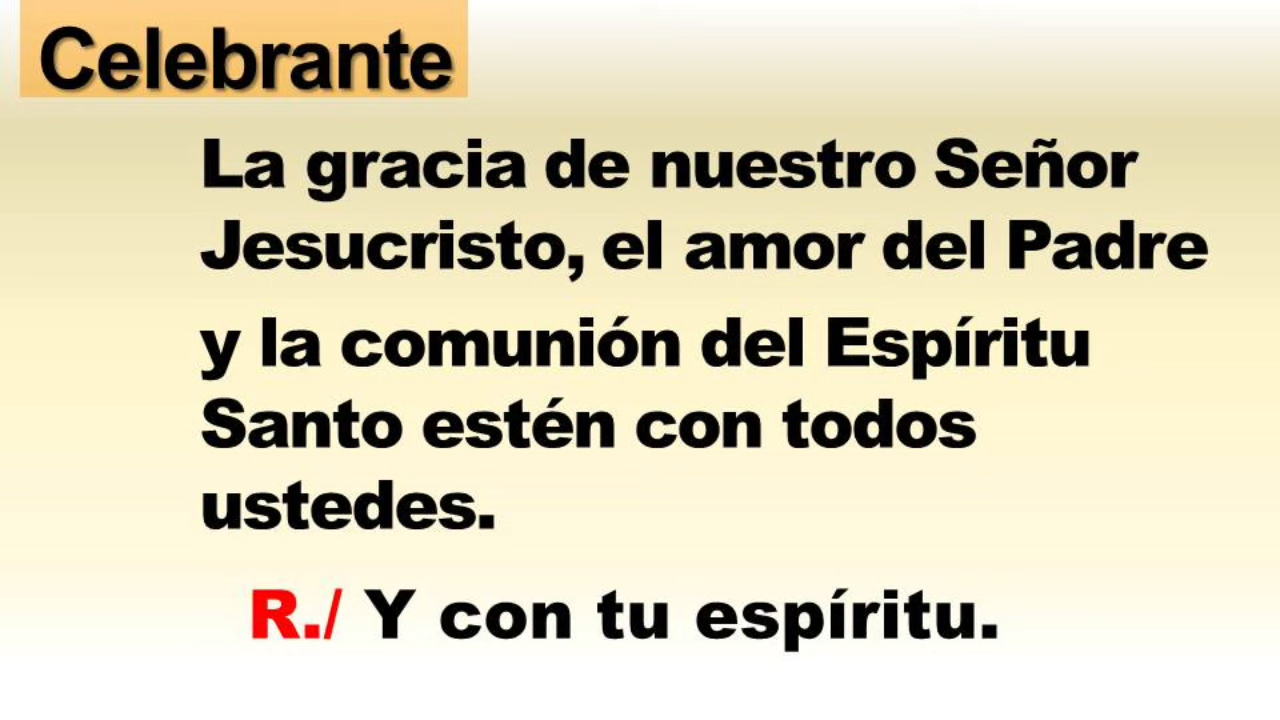 Celebrante
La gracia de nuestro Señor
Jesucristo, el amor del Padre
y la comunión del Espíritu
Santo estén con todos
ustedes.
R./ Y con tu espíritu.